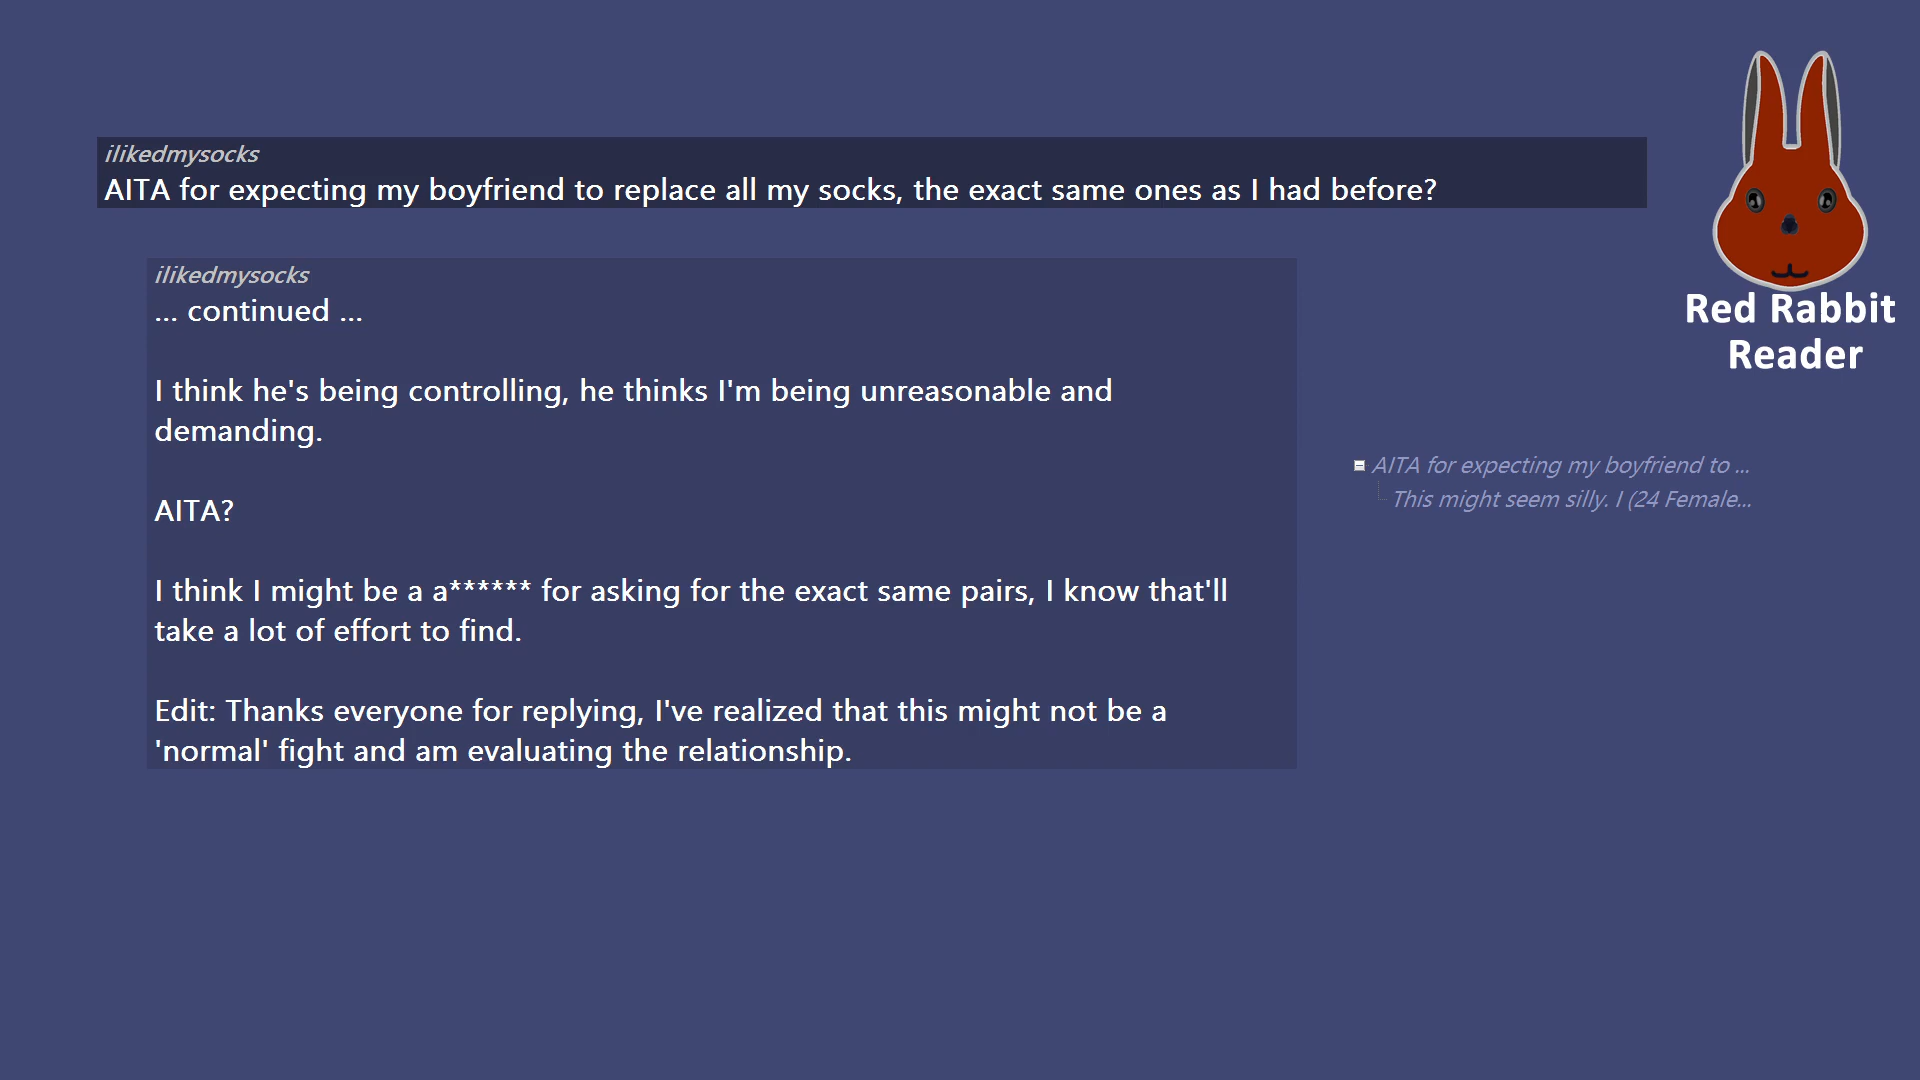 ilikedmysocks
AITA for expecting my boyfriend to replace all my socks, the exact same ones as I had before?
ilikedmysocks
... continued ...
I think he's being controlling, he thinks I'm being unreasonable and
demanding.
AITA?
I think I might be a a****** for asking for the exact same pairs, I know that'll
take a lot of effort to find.
Edit: Thanks everyone for replying, I've realized that this might not be a
'normal' fight and am evaluating the relationship.
Red Rabbit
Reader
AITA for expecting my boyfriend to ...
This might seem silly. I (24 Female...